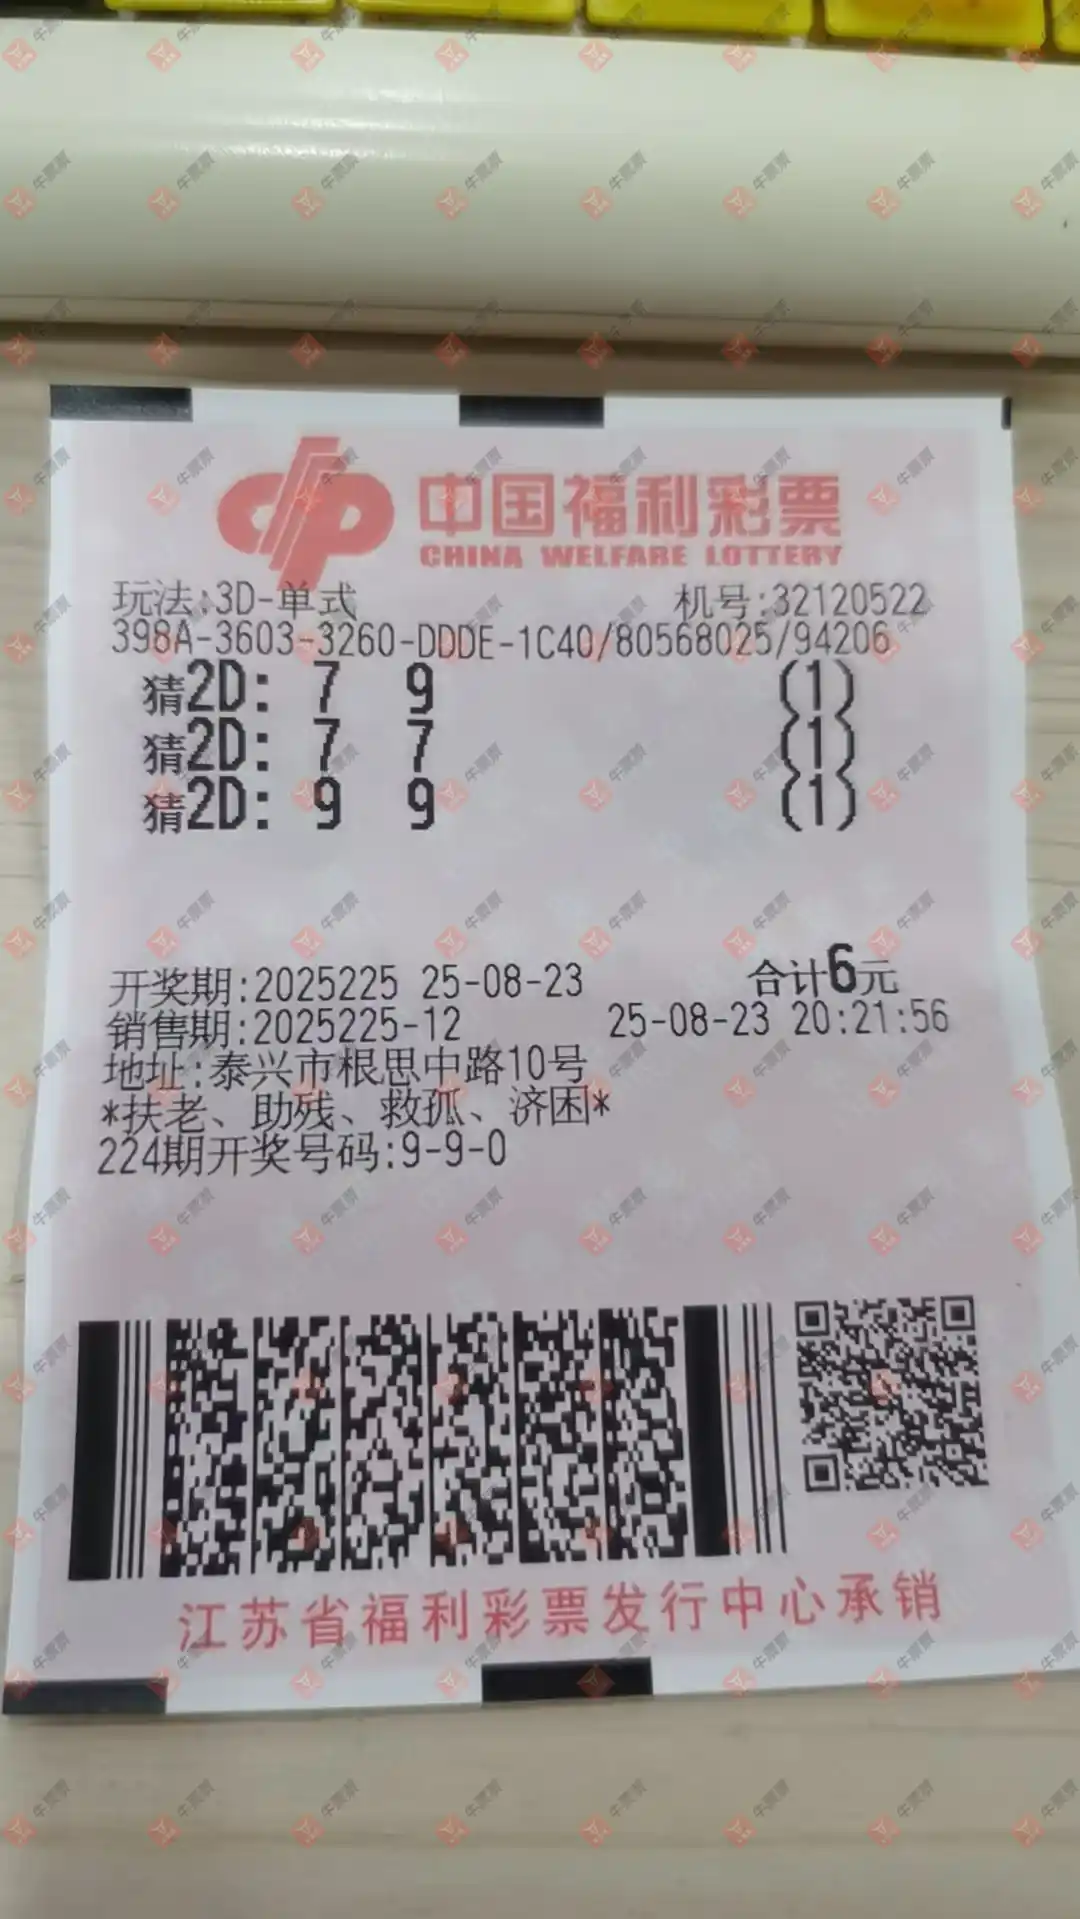 中国福利彩票
CHINA WELFARE LOTTERY
玩法:3D-单式 机号:32120522
398A-3603-3260-DDDE-1C40/80568025/94206
猜2D: 7 9 (1)
猜2D: 7 7 (1)
猜2D: 9 9 (1)
开奖期:2025225 25-08-23 合计6元
销售期:2025225-12 25-08-23 20:21:56
地址:泰兴市根思中路10号
*扶老、助残、救孤、济困*
224期开奖号码:9-9-0
江苏省福利彩票发行中心承销
牛票票